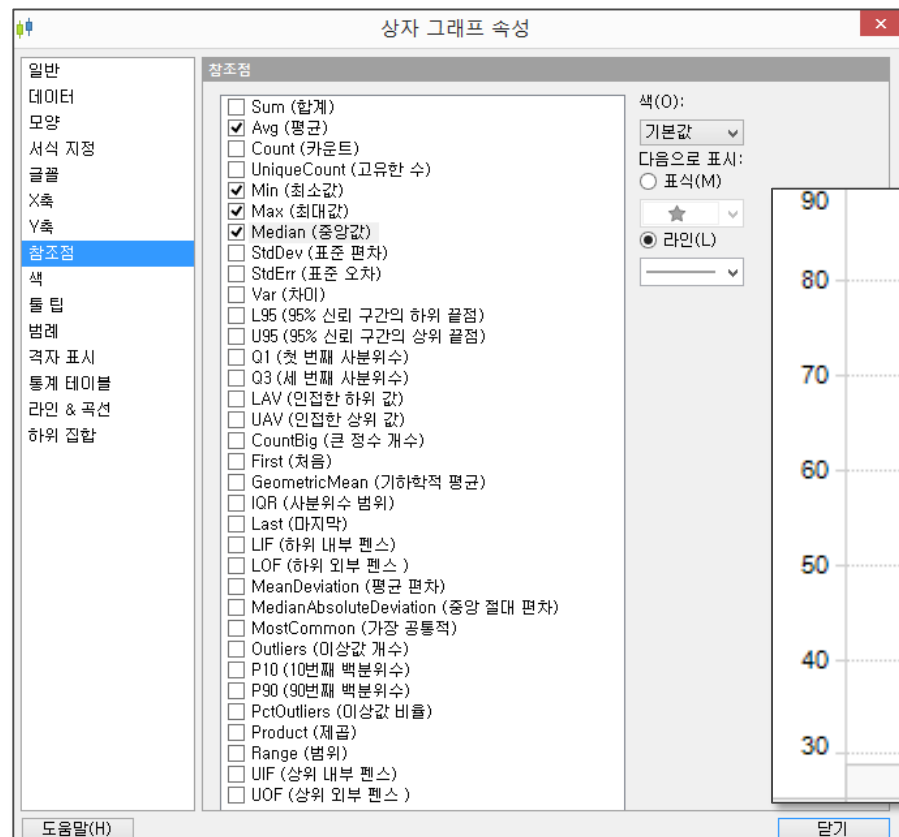 상자 그래프 속성
×
일반
데이터
모양
서식 지정
글꼴
X축
Y축
참조점
색
툴 팁
범례
격자 표시
통계 테이블
라인 & 곡선
하위 집합
참조점
Sum (합계)
Avg (평균)
Count (카운트)
UniqueCount (고유한 수)
Min (최소값)
Max (최대값)
Median (중앙값)
StdDev (표준 편차)
StdErr (표준 오차)
Var (차이)
L95 (95% 신뢰 구간의 하위 끝점)
U95 (95% 신뢰 구간의 상위 끝점)
Q1 (첫 번째 사분위수)
Q3 (세 번째 사분위수)
LAV (인접한 하위 값)
UAV (인접한 상위 값)
CountBig (큰 정수 개수)
First (처음)
GeometricMean (기하학적 평균)
IQR (사분위수 범위)
Last (마지막)
LIF (하위 내부 펜스)
LOF (하위 외부 펜스 )
MeanDeviation (평균 편차)
MedianAbsoluteDeviation (중앙 절대 편차)
MostCommon (가장 공통적)
Outliers (이상값 개수)
P10 (10번째 백분위수)
P90 (90번째 백분위수)
PctOutliers (이상값 비율)
Product (제곱)
Range (범위)
UIF (상위 내부 펜스)
UOF (상위 외부 펜스 )
색(O):
기본값
다음으로 표시:
표식(M)
라인(L)
90
80
70
60
50
40
30
도움말(H)
닫기